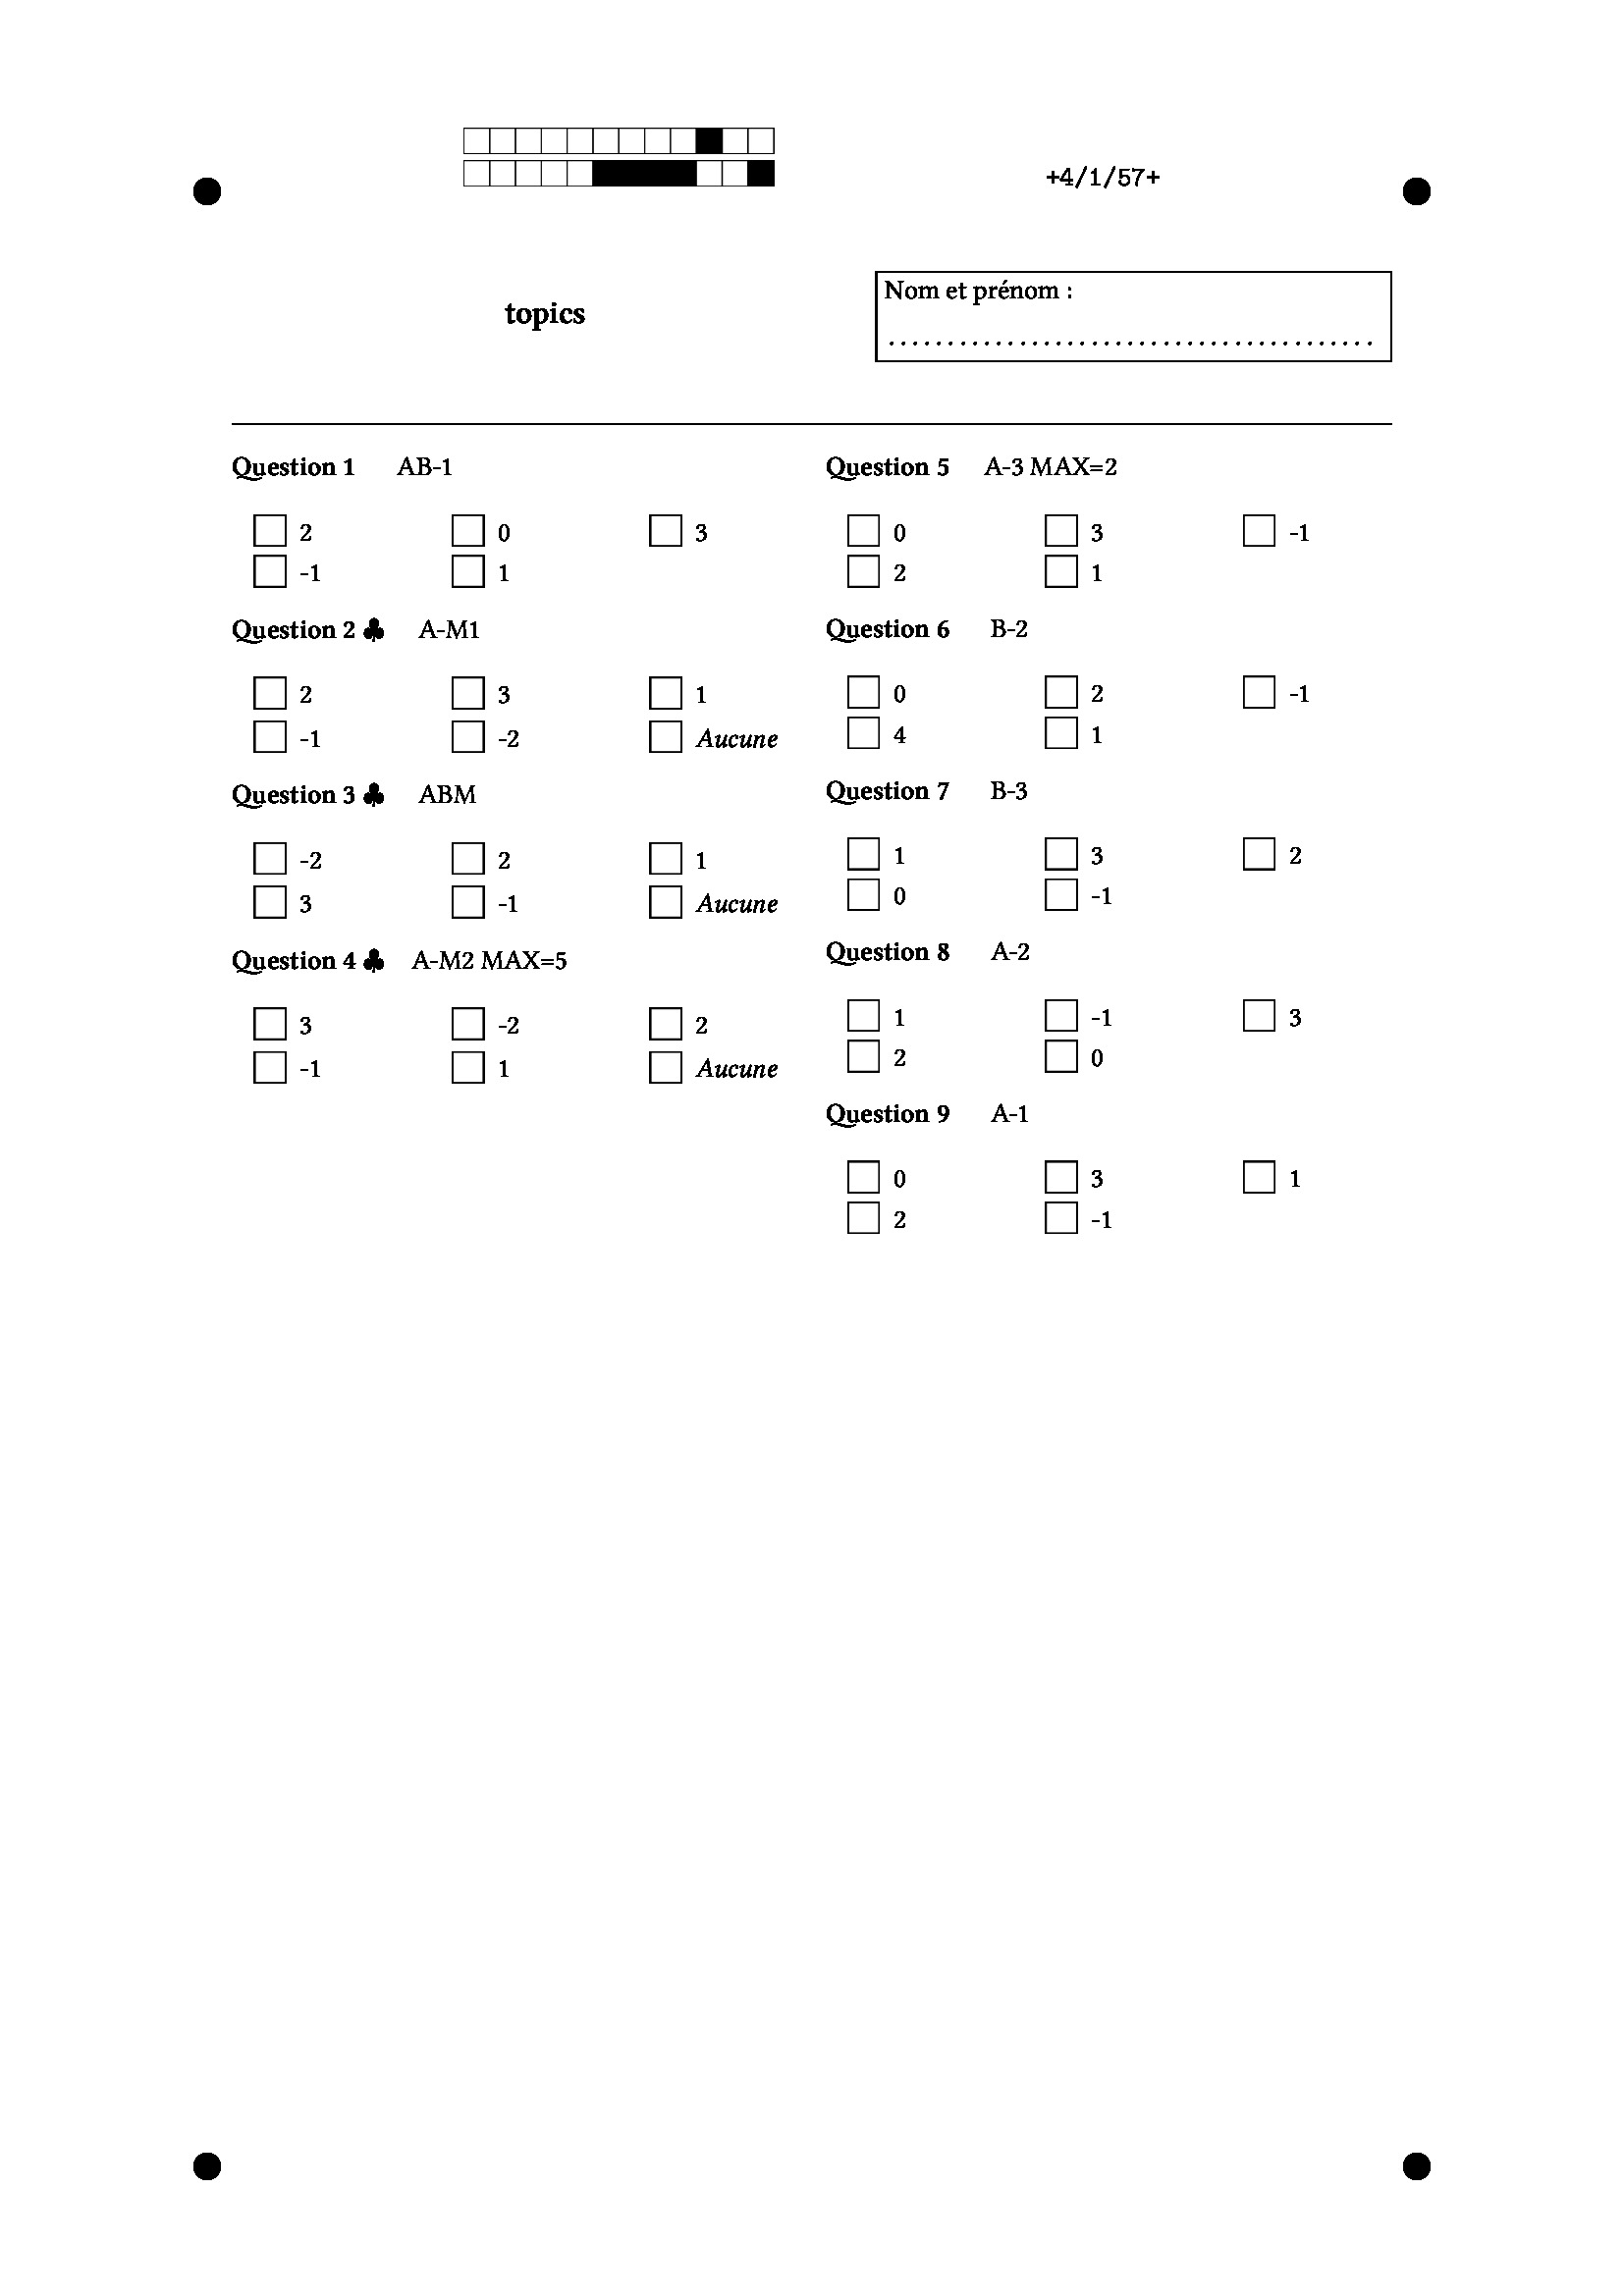 +4/1/57+
topics
Nom et prénom :
........................................
Question 1 AB-1
2 0 3
-1 1
Question 2 ♣ A-M1
2 3 1
-1 -2 Aucune
Question 3 ♣ ABM
-2 2 1
3 -1 Aucune
Question 4 ♣ A-M2 MAX=5
3 -2 2
-1 1 Aucune
Question 5 A-3 MAX=2
0 3 -1
2 1
Question 6 B-2
0 2 -1
4 1
Question 7 B-3
1 3 2
0 -1
Question 8 A-2
1 -1 3
2 0
Question 9 A-1
0 3 1
2 -1